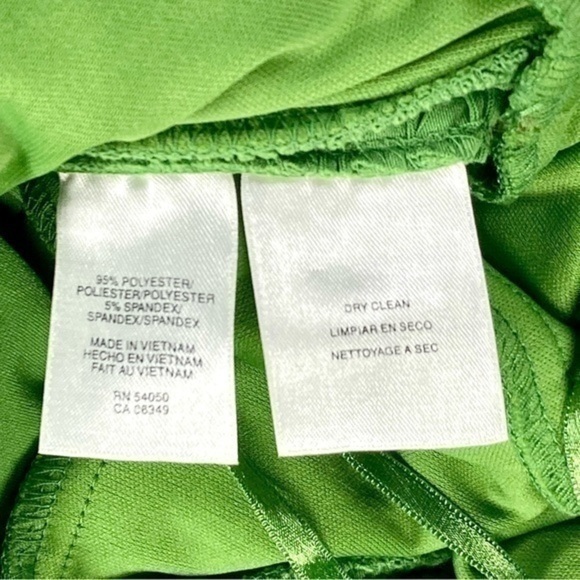 95% POLYESTER/
POLIESTER/POLYESTER
5% SPANDEX/
SPANDEX/SPANDEX
MADE IN VIETNAM
HECHO EN VIETNAM
FAIT AU VIETNAM
RN 54050
CA 06349
DRY CLEAN
LIMPIAR EN SECO
NETTOYAGE A SEC